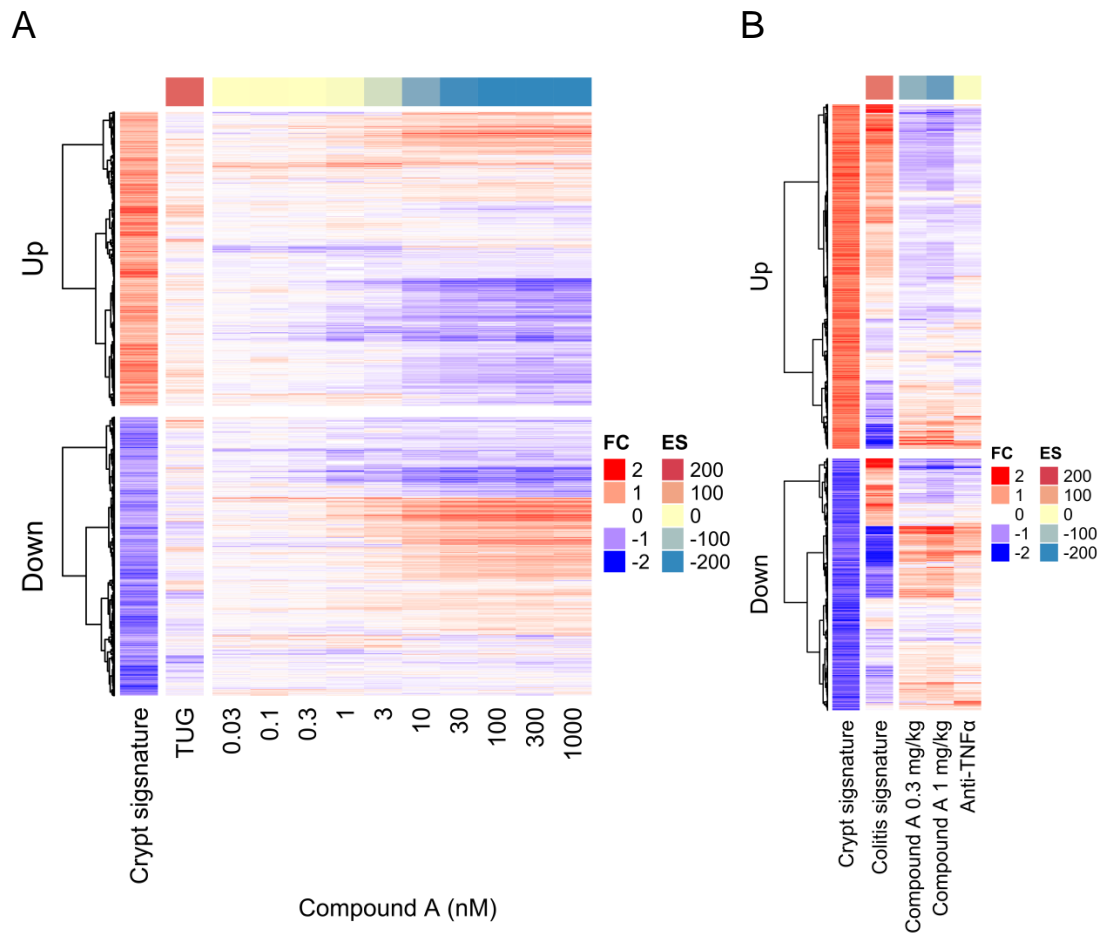 A
B
Up
Down
Crypt sigsnature
TUG
0.03
0.1
0.3
1
3
10
30
100
300
1000
Compound A (nM)
FC ES
2 200
1 100
0 0
-1 -100
-2 -200
Up
Down
Crypt sigsnature
Colitis sigsnature
Compound A 0.3 mg/kg
Compound A 1 mg/kg
Anti-TNFα
FC ES
2 200
1 100
0 0
-1 -100
-2 -200